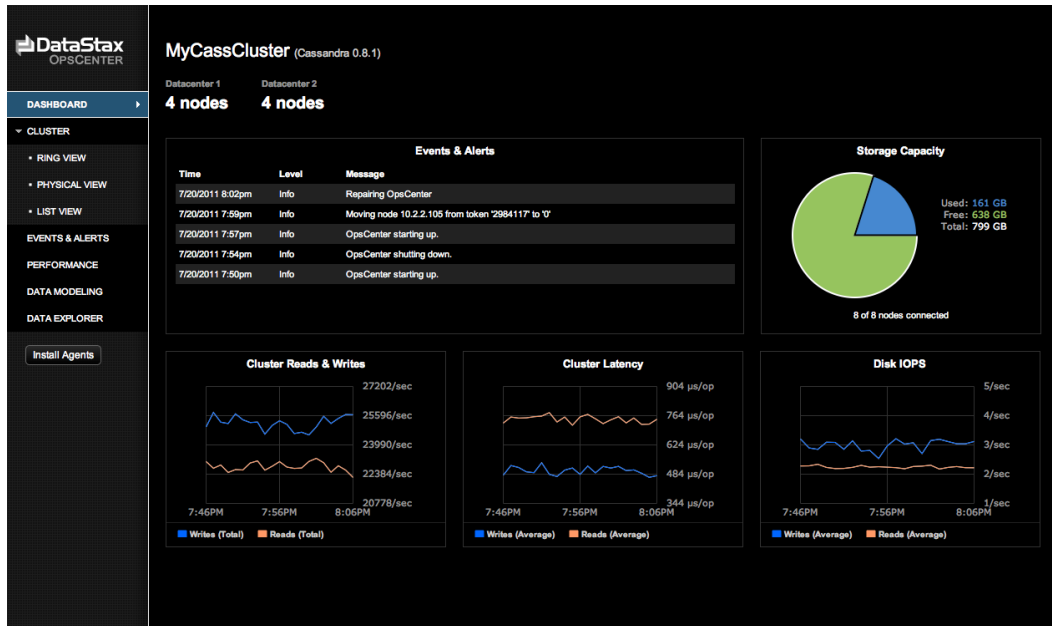 DataStax
OPSCENTER
DASHBOARD
CLUSTER
• RING VIEW
• PHYSICAL VIEW
• LIST VIEW
EVENTS & ALERTS
PERFORMANCE
DATA MODELING
DATA EXPLORER
Install Agents
MyCassCluster (Cassandra 0.8.1)
Datacenter 1 Datacenter 2
4 nodes 4 nodes
Events & Alerts
Time Level Message
7/20/2011 8:02pm Info Repairing OpsCenter
7/20/2011 7:59pm Info Moving node 10.2.2.105 from token '2984117' to '0'
7/20/2011 7:57pm Info OpsCenter starting up.
7/20/2011 7:54pm Info OpsCenter shutting down.
7/20/2011 7:50pm Info OpsCenter starting up.
Storage Capacity
Used: 161 GB
Free: 638 GB
Total: 799 GB
8 of 8 nodes connected
Cluster Reads & Writes
27202/sec
25596/sec
23990/sec
22384/sec
20778/sec
7:46PM 7:56PM 8:06PM
Writes (Total) Reads (Total)
Cluster Latency
904 µs/op
764 µs/op
624 µs/op
484 µs/op
344 µs/op
7:46PM 7:56PM 8:06PM
Writes (Average) Reads (Average)
Disk IOPS
5/sec
4/sec
3/sec
2/sec
1/sec
7:46PM 7:56PM 8:06PM
Writes (Average) Reads (Average)